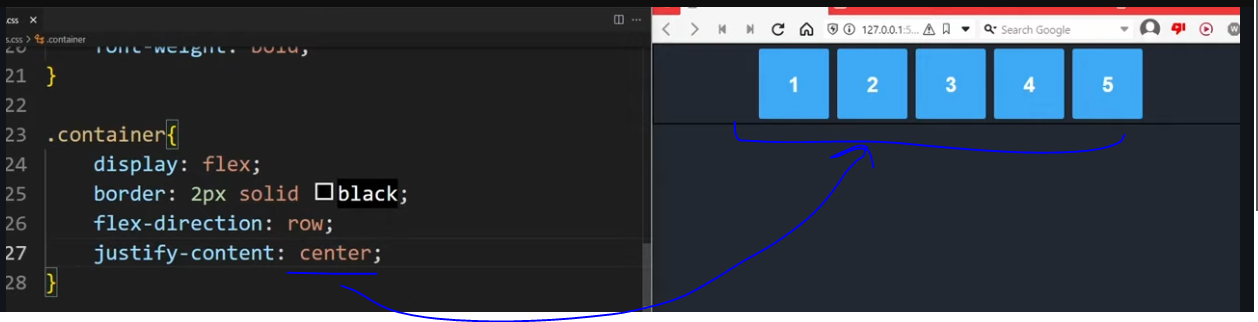 .css ×
s.css > .container
20 font-weight: bold;
21 }
22
23 .container{
24 display: flex;
25 border: 2px solid black;
26 flex-direction: row;
27 justify-content: center;
28 }
127.0.0.1:5... Search Google W
1 2 3 4 5